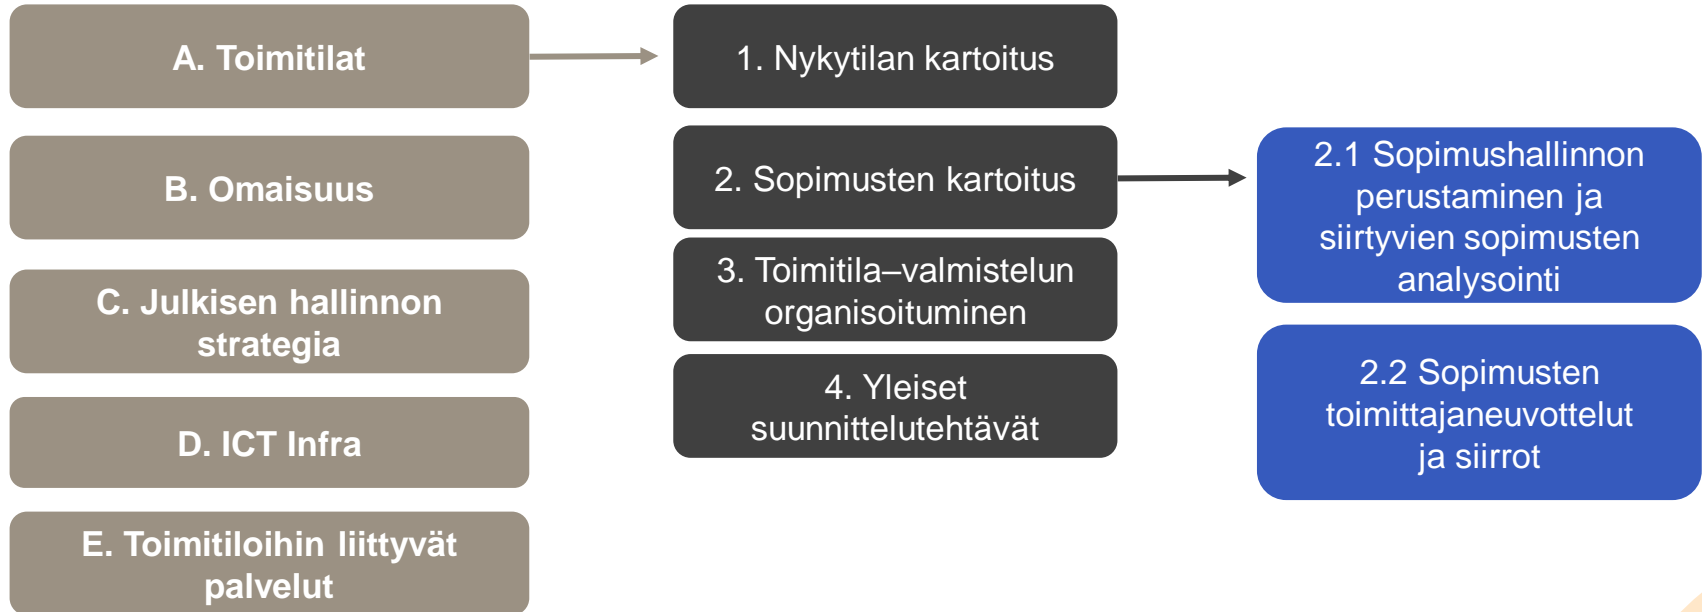 A. Toimitilat
B. Omaisuus
C. Julkisen hallinnon
strategia
D. ICT Infra
E. Toimitiloihin liittyvät
palvelut
1. Nykytilan kartoitus
2. Sopimusten kartoitus
3. Toimitila–valmistelun
organisoituminen
4. Yleiset
suunnittelutehtävät
2.1 Sopimushallinnon
perustaminen ja
siirtyvien sopimusten
analysointi
2.2 Sopimusten
toimittajaneuvottelut
ja siirrot